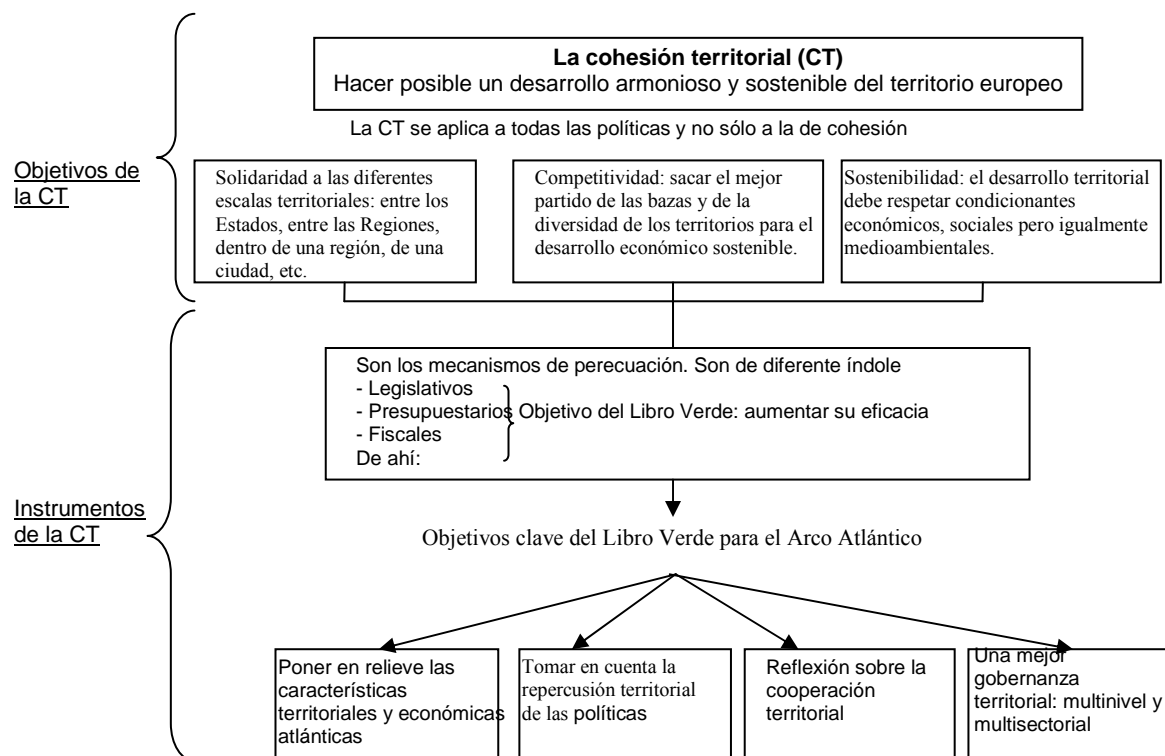 La cohesión territorial (CT)
Hacer posible un desarrollo armonioso y sostenible del territorio europeo
La CT se aplica a todas las políticas y no sólo a la de cohesión
Objetivos de
la CT
Solidaridad a las diferentes
escalas territoriales: entre los
Estados, entre las Regiones,
dentro de una región, de una
ciudad, etc.
Competitividad: sacar el mejor
partido de las bazas y de la
diversidad de los territorios para el
desarrollo económico sostenible.
Sostenibilidad: el desarrollo territorial
debe respetar condicionantes
económicos, sociales pero igualmente
medioambientales.
Instrumentos
de la CT
Son los mecanismos de perecuación. Son de diferente índole
- Legislativos
- Presupuestarios Objetivo del Libro Verde: aumentar su eficacia
- Fiscales
De ahí:
Objetivos clave del Libro Verde para el Arco Atlántico
Poner en relieve las
características
territoriales y económicas
atlánticas
Tomar en cuenta la
repercusión territorial
de las políticas
Reflexión sobre la
cooperación
territorial
Una mejor
gobernanza
territorial: multinivel y
multisectorial